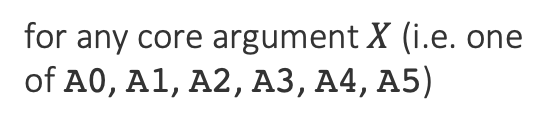 for any core argument X (i.e. one
of A0, A1, A2, A3, A4, A5)